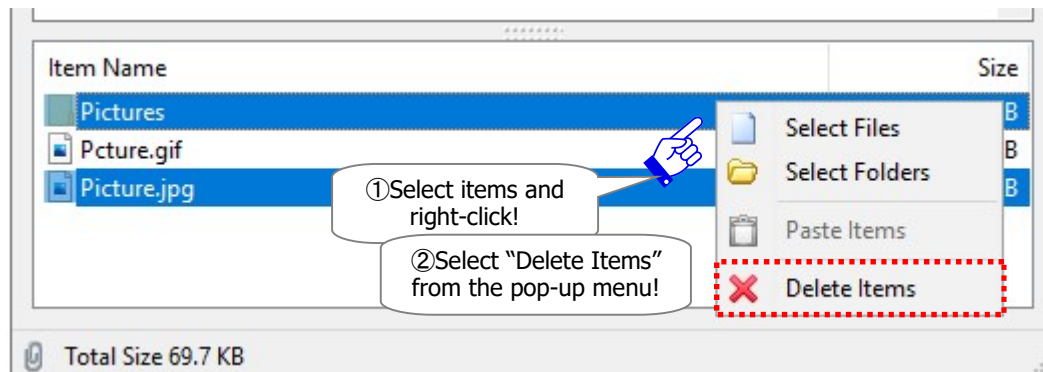 Item Name Size
Pictures B
Select Files
Pcture.gif B
Select Folders
Picture.jpg B
①Select items and
right-click!
Paste Items
②Select “Delete Items”
from the pop-up menu!
Delete Items
Total Size 69.7 KB